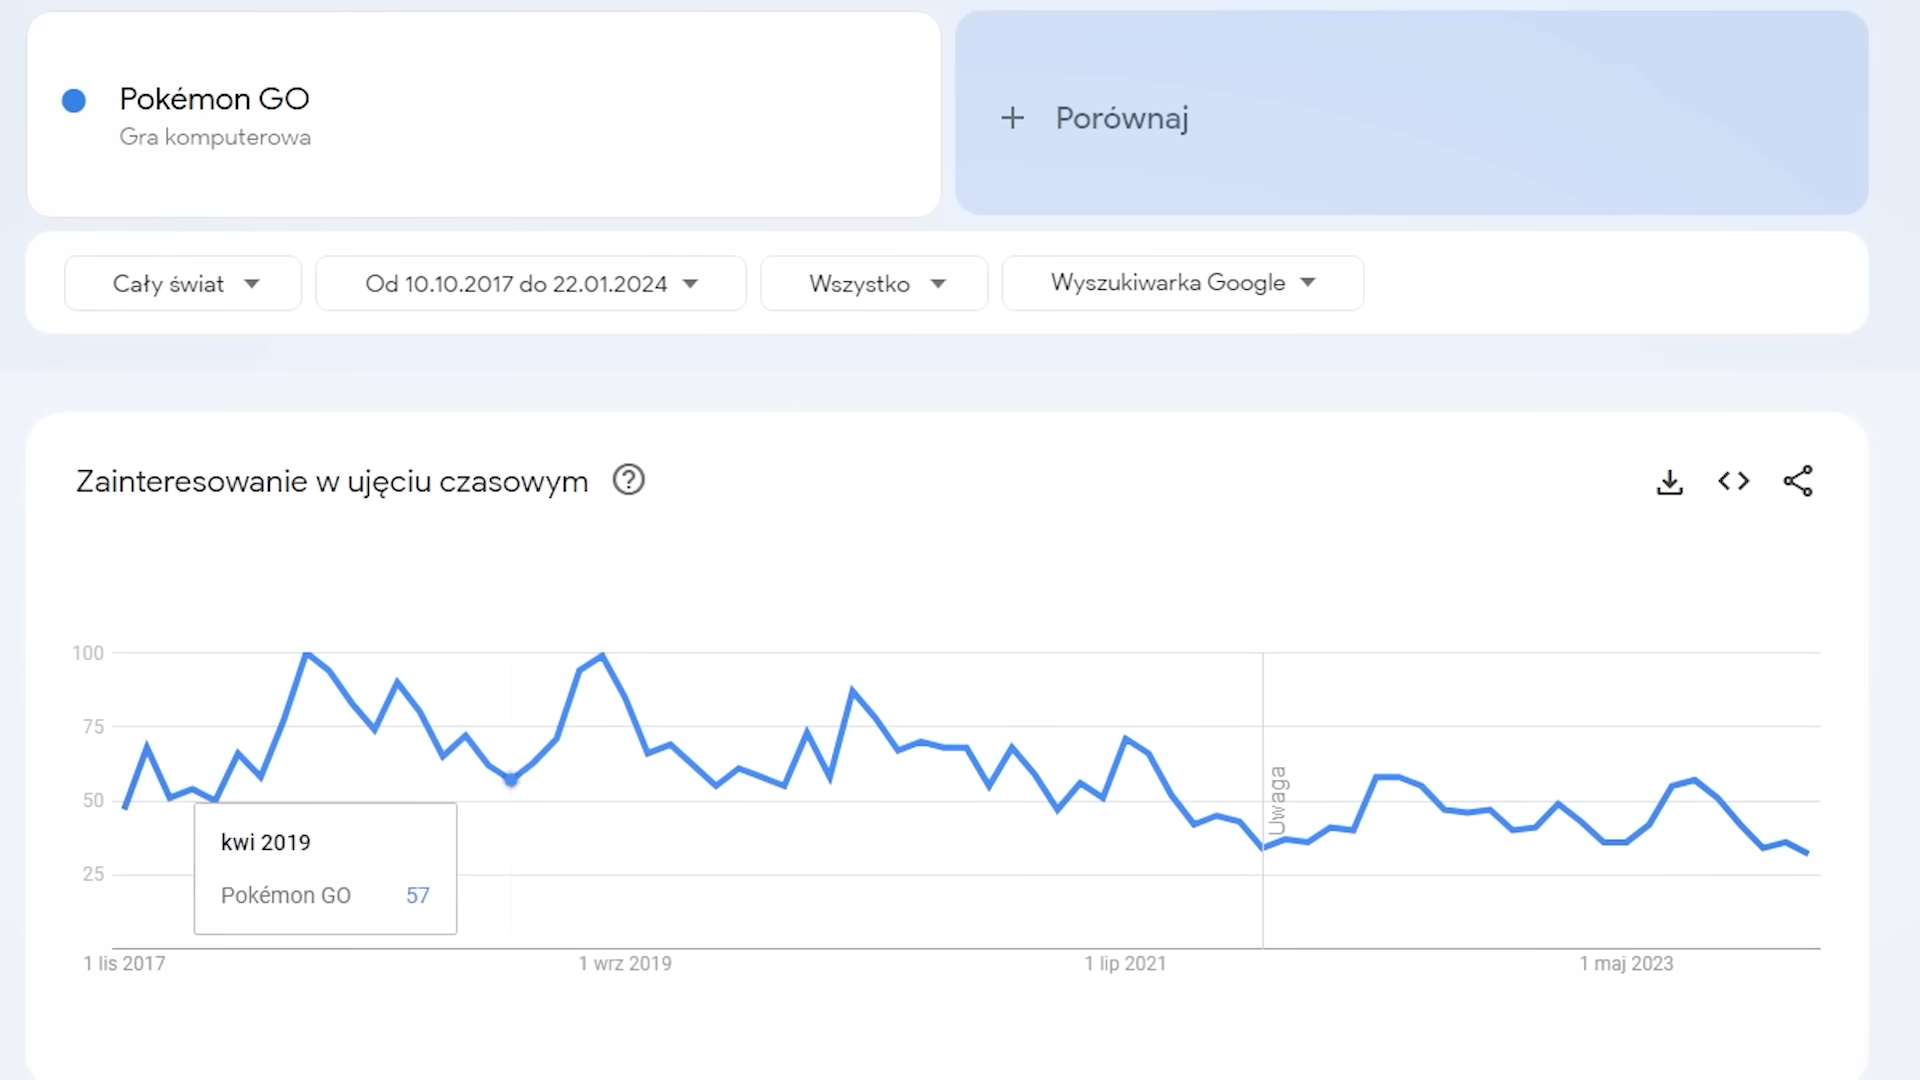 Pokémon GO
Gra komputerowa
+ Porównaj
Cały świat
Od 10.10.2017 do 22.01.2024
Wszystko
Wyszukiwarka Google
Zainteresowanie w ujęciu czasowym
100
75
50
25
Uwaga
kwi 2019
Pokémon GO 57
1 lis 2017
1 wrz 2019
1 lip 2021
1 maj 2023